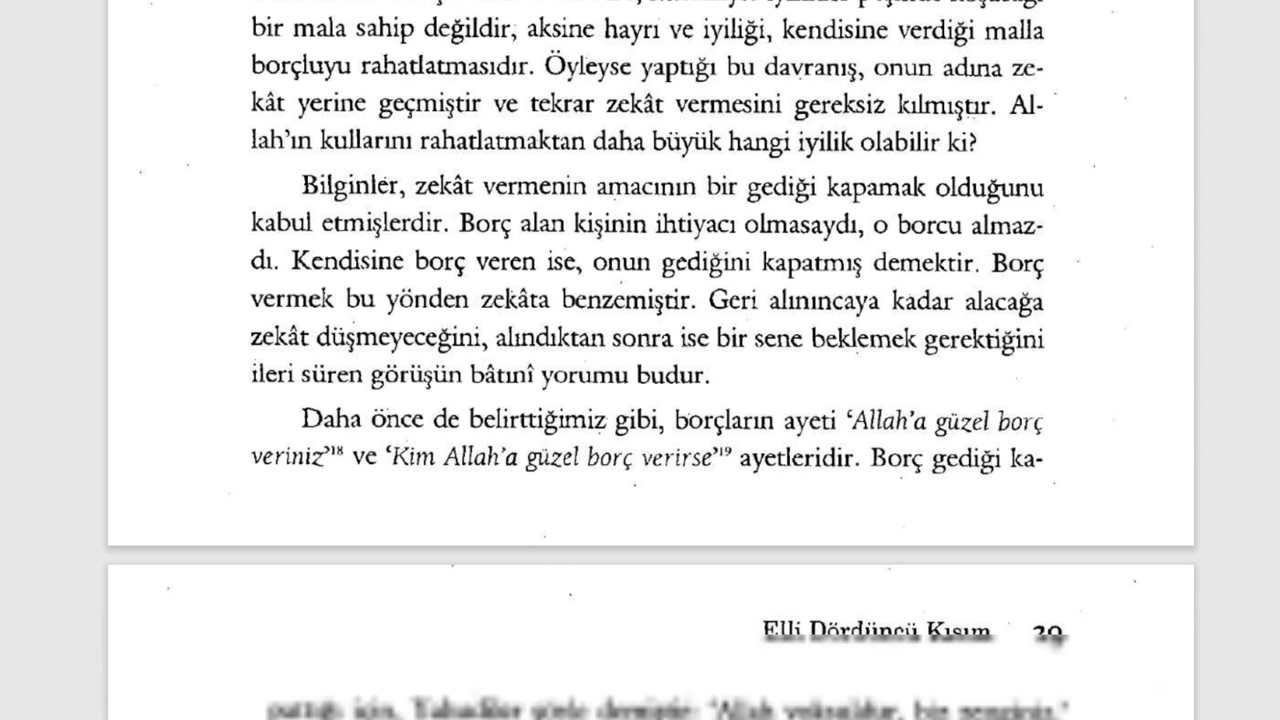 bir mala sahip değildir, aksine hayrı ve iyiliği, kendisine verdiği malla
borçluyu rahatlatmasıdır. Öyleyse yaptığı bu davranış, onun adına ze-
kât yerine geçmiştir ve tekrar zekât vermesini gereksiz kılmıştır. Al-
lah’ın kullarını rahatlatmaktan daha büyük hangi iyilik olabilir ki?
Bilginler, zekât vermenin amacının bir gediği kapamak olduğunu
kabul etmişlerdir. Borç alan kişinin ihtiyacı olmasaydı, o borcu almaz-
dı. Kendisine borç veren ise, onun gediğini kapatmış demektir. Borç
vermek bu yönden zekâta benzemiştir. Geri alınıncaya kadar alacağa
zekât düşmeyeceğini, alındıktan sonra ise bir sene beklemek gerektiğini
ileri süren görüşün bâtınî yorumu budur.
Daha önce de belirttiğimiz gibi, borçların ayeti ‘Allah’a güzel borç
veriniz’¹⁸ ve ‘Kim Allah’a güzel borç verirse’¹⁹ ayetleridir. Borç gediği ka-
Elli Dördüncü Kısım 29